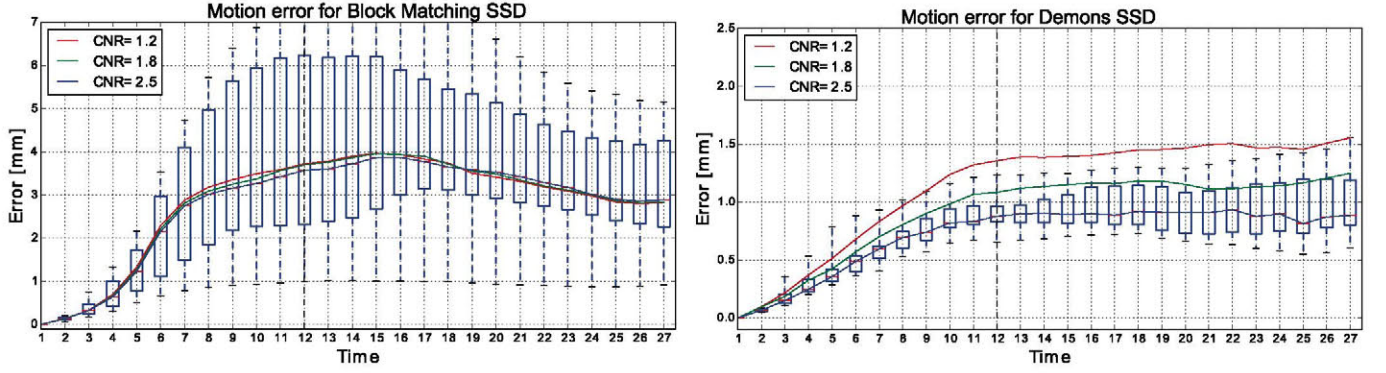 Motion error for Block Matching SSD
CNR= 1.2
CNR= 1.8
CNR= 2.5
7
6
5
4
3
2
1
0
Error [mm]
1 2 3 4 5 6 7 8 9 10 11 12 13 14 15 16 17 18 19 20 21 22 23 24 25 26 27
Time
Motion error for Demons SSD
CNR= 1.2
CNR= 1.8
CNR= 2.5
2.5
2.0
1.5
1.0
0.5
0.0
Error [mm]
1 2 3 4 5 6 7 8 9 10 11 12 13 14 15 16 17 18 19 20 21 22 23 24 25 26 27
Time